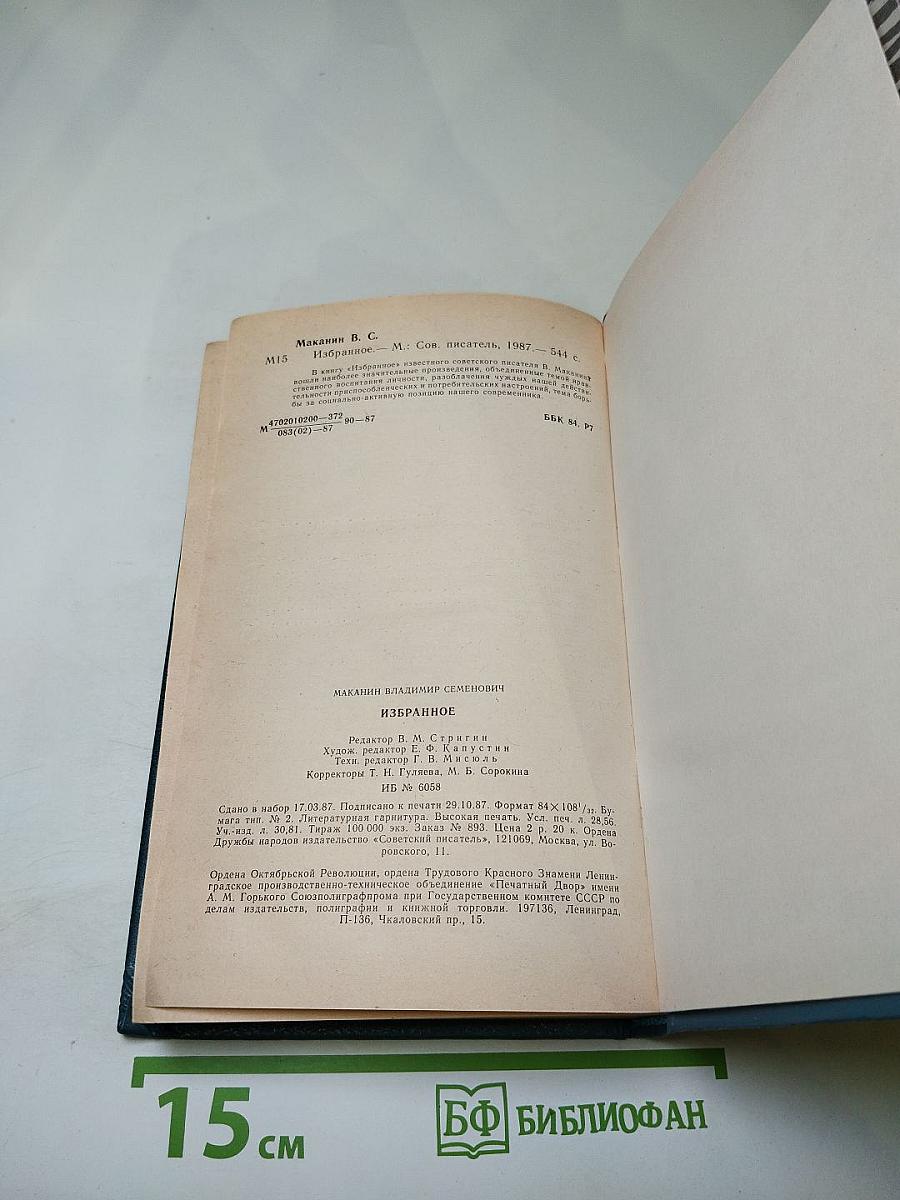 Маканин В. С.
М15 Избранное.— М.: Сов. писатель, 1987.— 544 с.
В книгу «Избранное» известного советского писателя В. Маканина
вошли наиболее значительные произведения, объединенные темой нрав-
ственного воспитания личности, разоблачения чуждых нашей действи-
тельности приспособленческих и потребительских настроений, тема борь-
бы за социально-активную позицию нашего современника.
М 4702010200—372 90—87 ББК 84. Р7
083(02)—87
МАКАНИН ВЛАДИМИР СЕМЕНОВИЧ
ИЗБРАННОЕ
Редактор В. М. Стригин
Худож. редактор Е. Ф. Капустин
Техн. редактор Г. В. Мисюль
Корректоры Т. Н. Гуляева, М. Б. Сорокина
ИБ № 6058
Сдано в набор 17.03.87. Подписано к печати 29.10.87. Формат 84×108¹/₃₂. Бу-
мага тип. № 2. Литературная гарнитура. Высокая печать. Усл. печ. л. 28,56.
Уч.-изд. л. 30,81. Тираж 100 000 экз. Заказ № 893. Цена 2 р. 20 к. Ордена
Дружбы народов издательство «Советский писатель», 121069, Москва, ул. Во-
ровского, 11.
Ордена Октябрьской Революции, ордена Трудового Красного Знамени Ленин-
градское производственно-техническое объединение «Печатный Двор» имени
А. М. Горького Союзполиграфпрома при Государственном комитете СССР по
делам издательств, полиграфии и книжной торговли. 197136, Ленинград,
П-136, Чкаловский пр., 15.
15 см
БФ БИБЛИОФАН